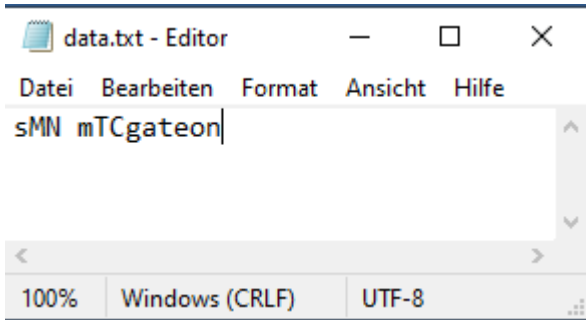 data.txt - Editor
Datei Bearbeiten Format Ansicht Hilfe
sMN mTCgateon
100% Windows (CRLF) UTF-8